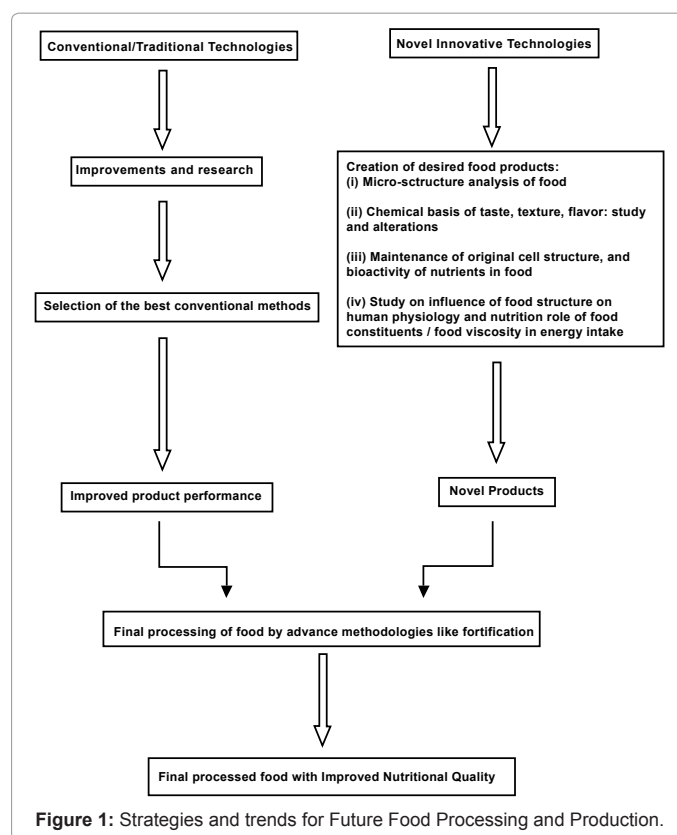 Conventional/Traditional Technologies
Novel Innovative Technologies
Improvements and research
Creation of desired food products:
(i) Micro-sctructure analysis of food
(ii) Chemical basis of taste, texture, flavor: study
and alterations
(iii) Maintenance of original cell structure, and
bioactivity of nutrients in food
(iv) Study on influence of food structure on
human physiology and nutrition role of food
constituents / food viscosity in energy intake
Selection of the best conventional methods
Improved product performance
Novel Products
Final processing of food by advance methodologies like fortification
Final processed food with Improved Nutritional Quality
Figure 1: Strategies and trends for Future Food Processing and Production.